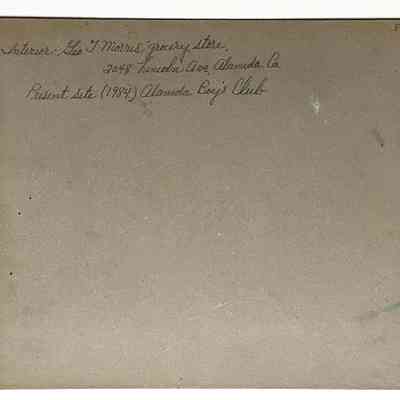 Interior - Geo T Morris grocery store,
2048 Lincoln Ave, Alameda Ca
Present site (1984) Alameda Boy's Club